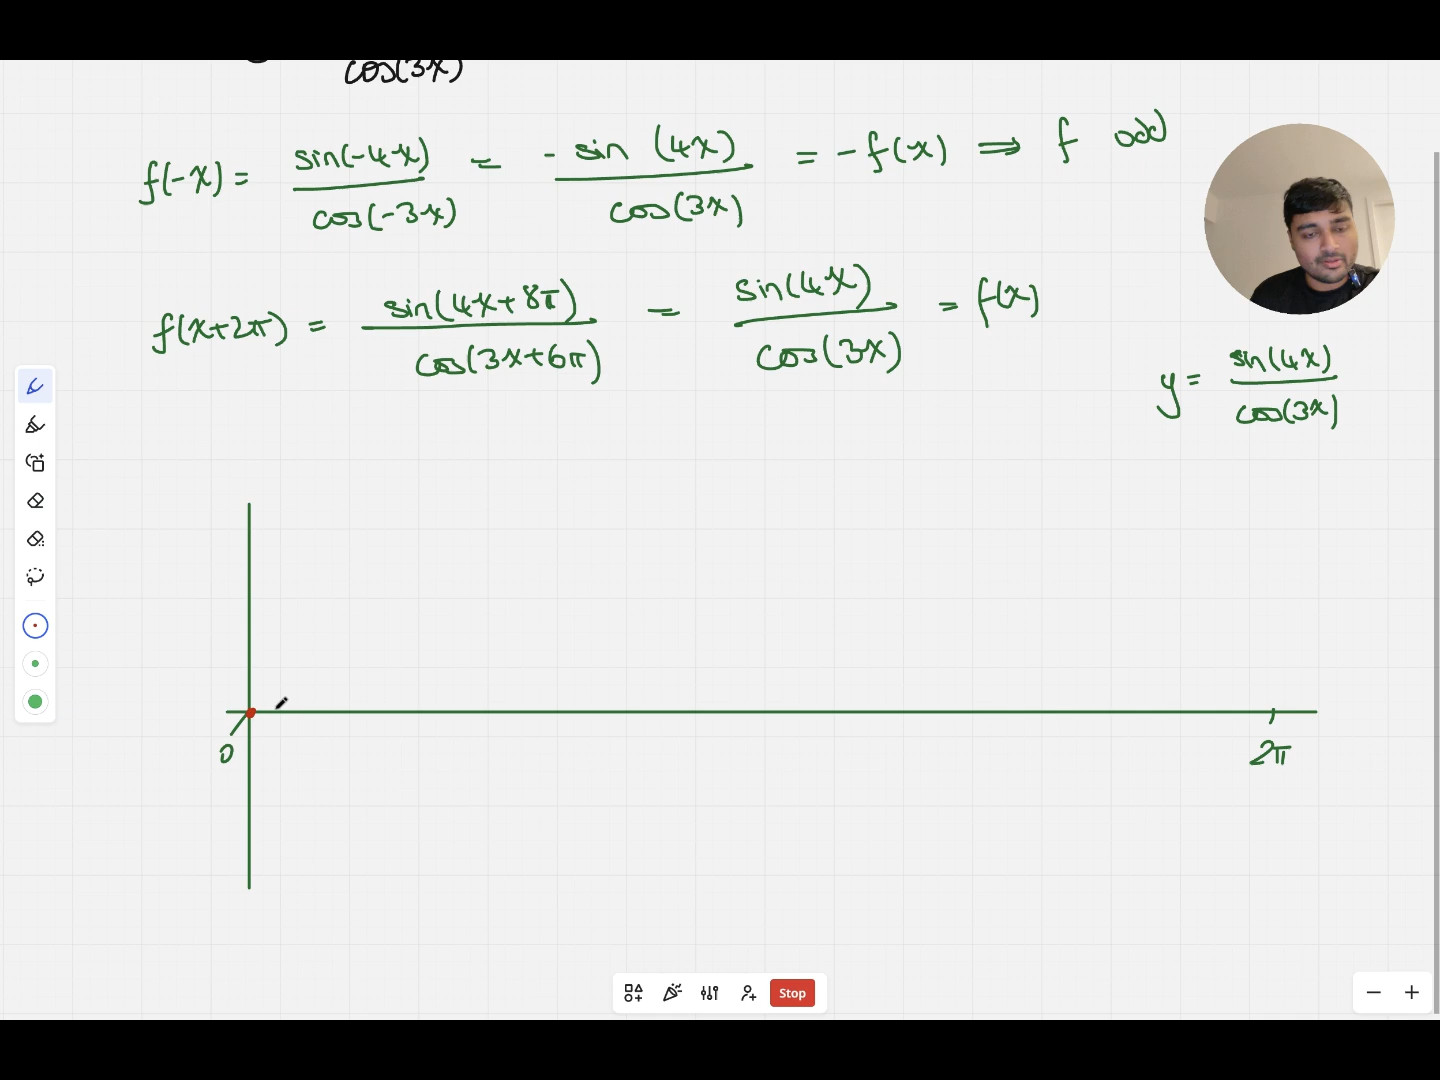 cos(3x)
f(-x) = sin(-4x)/cos(-3x) = - sin (4x)/cos(3x) = -f(x) ⟹ f odd
f(x+2π) = sin(4x+8π)/cos(3x+6π) = sin(4x)/cos(3x) = f(x)
y = sin(4x)/cos(3x)
0
2π
Stop